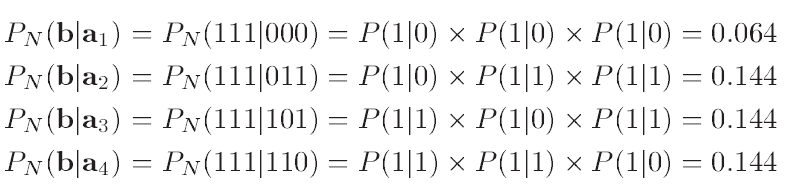 P_N(b|a_1) = P_N(111|000) = P(1|0) × P(1|0) × P(1|0) = 0.064
P_N(b|a_2) = P_N(111|011) = P(1|0) × P(1|1) × P(1|1) = 0.144
P_N(b|a_3) = P_N(111|101) = P(1|1) × P(1|0) × P(1|1) = 0.144
P_N(b|a_4) = P_N(111|110) = P(1|1) × P(1|1) × P(1|0) = 0.144